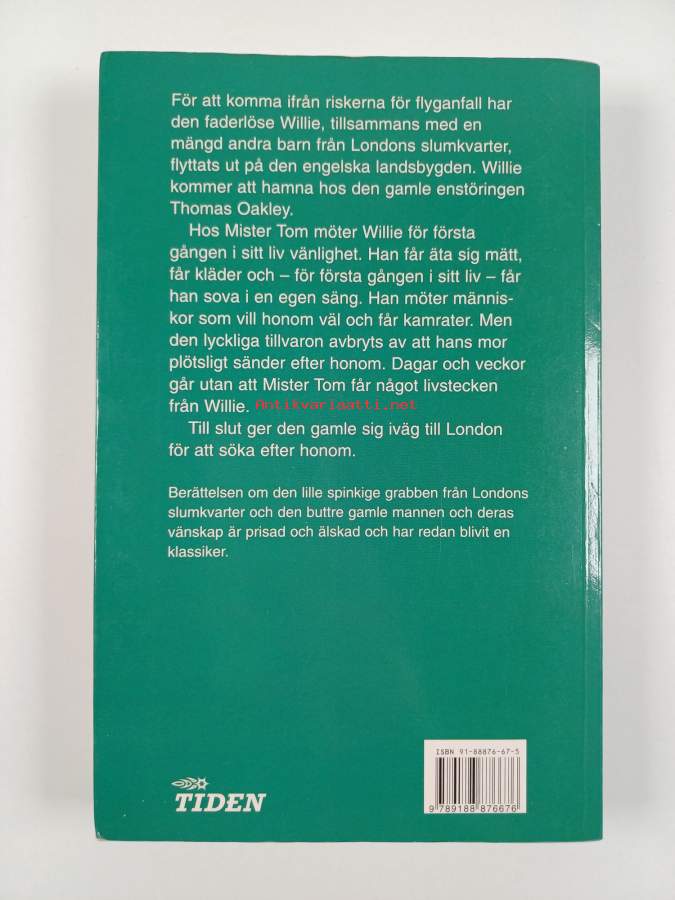 För att komma ifrån riskerna för flyganfall har
den faderlöse Willie, tillsammans med en
mängd andra barn från Londons slumkvarter,
flyttats ut på den engelska landsbygden. Willie
kommer att hamna hos den gamle enstöringen
Thomas Oakley.
Hos Mister Tom möter Willie för första
gången i sitt liv vänlighet. Han får äta sig mätt,
får kläder och – för första gången i sitt liv – får
han sova i en egen säng. Han möter männis-
kor som vill honom väl och får kamrater. Men
den lyckliga tillvaron avbryts av att hans mor
plötsligt sänder efter honom. Dagar och veckor
går utan att Mister Tom får något livstecken
från Willie. Antikvariaatti.net
Till slut ger den gamle sig iväg till London
för att söka efter honom.
Berättelsen om den lille spinkige grabben från Londons
slumkvarter och den buttre gamle mannen och deras
vänskap är prisad och älskad och har redan blivit en
klassiker.
ISBN 91-88876-67-5
9 789188 876676
TIDEN